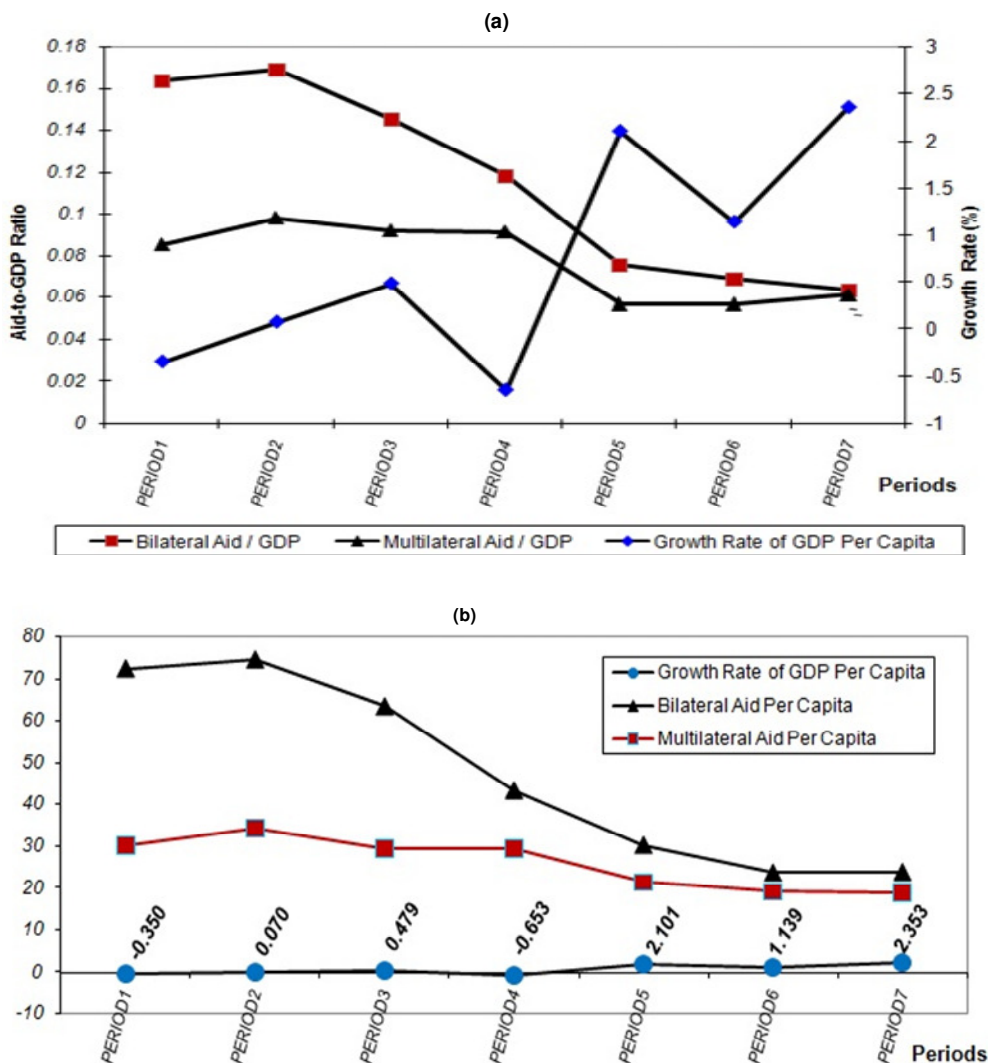 (a)
Aid-to-GDP Ratio
0.18
0.16
0.14
0.12
0.1
0.08
0.06
0.04
0.02
0
3
2.5
2
1.5
1
0.5
0
-0.5
-1
Growth Rate (%)
PERIOD1
PERIOD2
PERIOD3
PERIOD4
PERIOD5
PERIOD6
PERIOD7
Periods
Bilateral Aid / GDP
Multilateral Aid / GDP
Growth Rate of GDP Per Capita
(b)
80
70
60
50
40
30
20
10
0
-10
Growth Rate of GDP Per Capita
Bilateral Aid Per Capita
Multilateral Aid Per Capita
-0.350
0.070
0.479
-0.653
2.101
1.139
2.353
PERIOD1
PERIOD2
PERIOD3
PERIOD4
PERIOD5
PERIOD6
PERIOD7
Periods